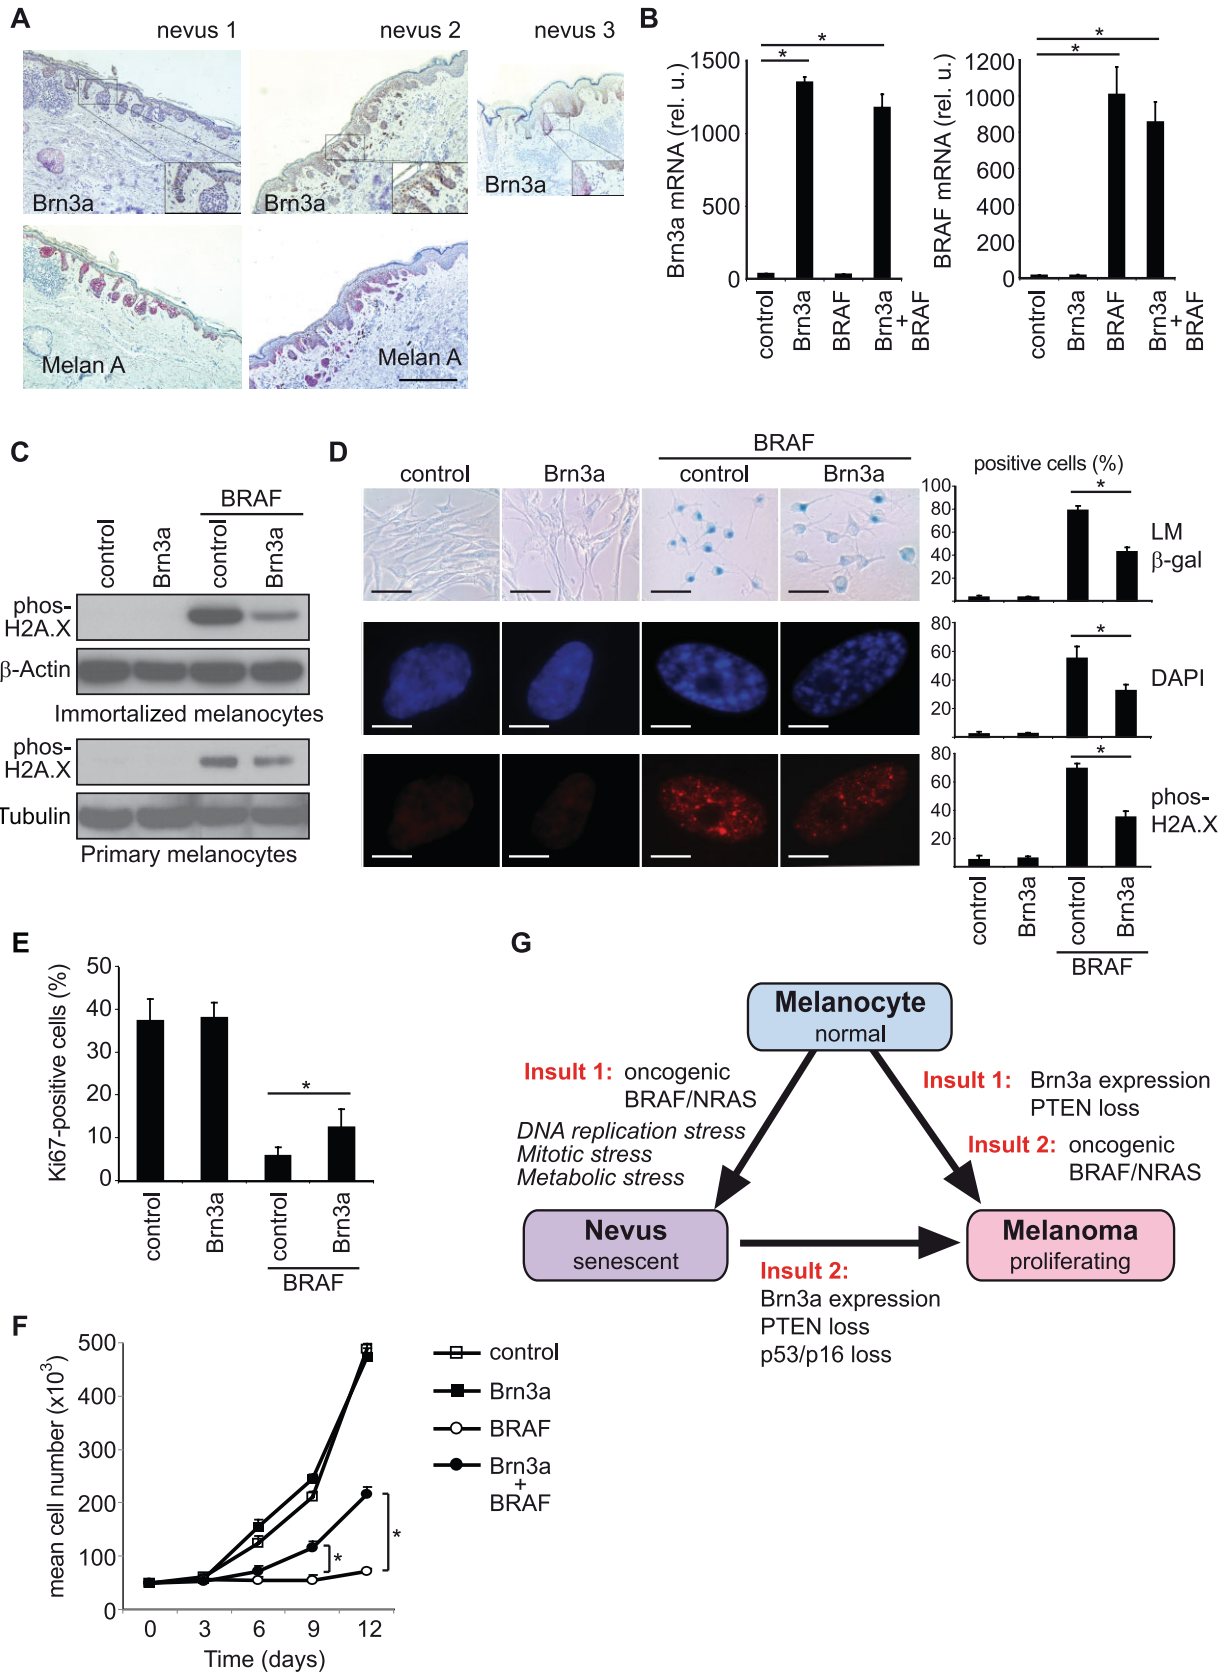 A
nevus 1
nevus 2
nevus 3
Brn3a
Brn3a
Brn3a
Melan A
Melan A
B
Brn3a mRNA (rel. u.)
1500
1000
500
0
*
*
control
Brn3a
BRAF
Brn3a
+
BRAF
BRAF mRNA (rel. u.)
1200
1000
800
600
400
200
0
*
*
control
Brn3a
BRAF
Brn3a
+
BRAF
C
BRAF
control
Brn3a
control
Brn3a
phos-
H2A.X
β-Actin
Immortalized melanocytes
phos-
H2A.X
Tubulin
Primary melanocytes
D
BRAF
control
Brn3a
control
Brn3a
positive cells (%)
100
80
60
40
20
*
LM
β-gal
80
60
40
20
*
DAPI
80
60
40
20
*
phos-
H2A.X
control
Brn3a
control
Brn3a
BRAF
E
Ki67-positive cells (%)
50
40
30
20
10
0
*
control
Brn3a
control
Brn3a
BRAF
F
mean cell number (x10³)
500
400
300
200
100
0
0
3
6
9
12
Time (days)
*
*
control
Brn3a
BRAF
Brn3a
+
BRAF
G
Melanocyte
normal
Insult 1: oncogenic
BRAF/NRAS
DNA replication stress
Mitotic stress
Metabolic stress
Insult 1: Brn3a expression
PTEN loss
Insult 2: oncogenic
BRAF/NRAS
Nevus
senescent
Melanoma
proliferating
Insult 2:
Brn3a expression
PTEN loss
p53/p16 loss